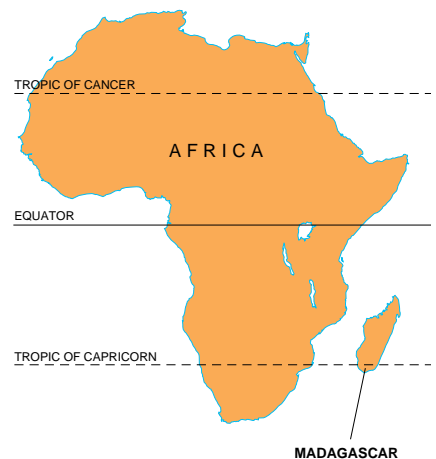 TROPIC OF CANCER
AFRICA
EQUATOR
TROPIC OF CAPRICORN
MADAGASCAR